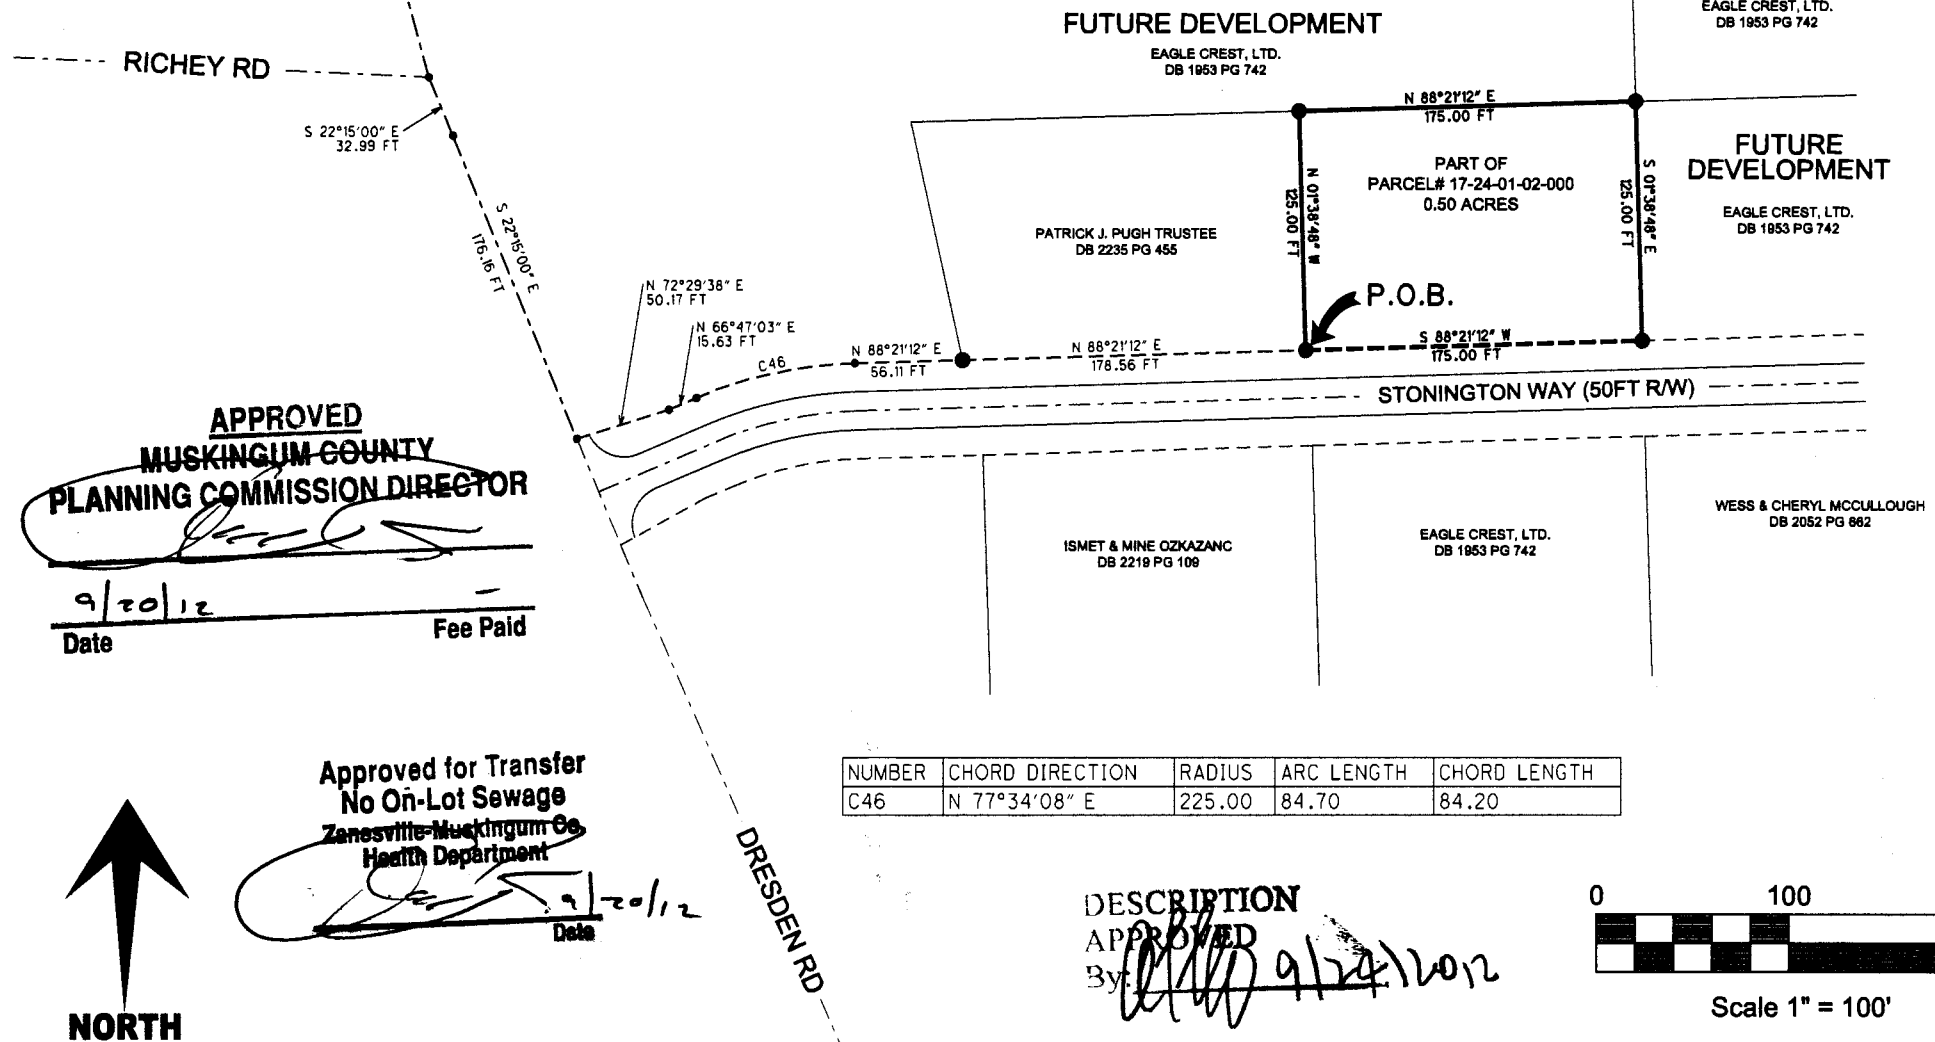 RICHEY RD
S 22°15'00" E
32.99 FT
S 22°15'00" E
176.16 FT
N 72°29'38" E
50.17 FT
N 66°47'03" E
15.63 FT
C46
N 88°21'12" E
56.11 FT
N 88°21'12" E
178.56 FT
FUTURE DEVELOPMENT
EAGLE CREST, LTD.
DB 1953 PG 742
EAGLE CREST, LTD.
DB 1953 PG 742
N 88°21'12" E
175.00 FT
PART OF
PARCEL# 17-24-01-02-000
0.50 ACRES
N 01°38'48" W
125.00 FT
S 01°38'48" E
125.00 FT
FUTURE
DEVELOPMENT
EAGLE CREST, LTD.
DB 1953 PG 742
PATRICK J. PUGH TRUSTEE
DB 2235 PG 455
P.O.B.
S 88°21'12" W
175.00 FT
STONINGTON WAY (50FT R/W)
APPROVED
MUSKINGUM COUNTY
PLANNING COMMISSION DIRECTOR
9/20/12 -
Date Fee Paid
ISMET & MINE OZKAZANC
DB 2219 PG 109
EAGLE CREST, LTD.
DB 1953 PG 742
WESS & CHERYL MCCULLOUGH
DB 2052 PG 662
NUMBER CHORD DIRECTION RADIUS ARC LENGTH CHORD LENGTH
C46 N 77°34'08" E 225.00 84.70 84.20
Approved for Transfer
No On-Lot Sewage
Zanesville-Muskingum Co.
Health Department
9/20/12
Date
DRESDEN RD
DESCRIPTION
APPROVED
By: 9/24/2012
NORTH
0 100
Scale 1" = 100'